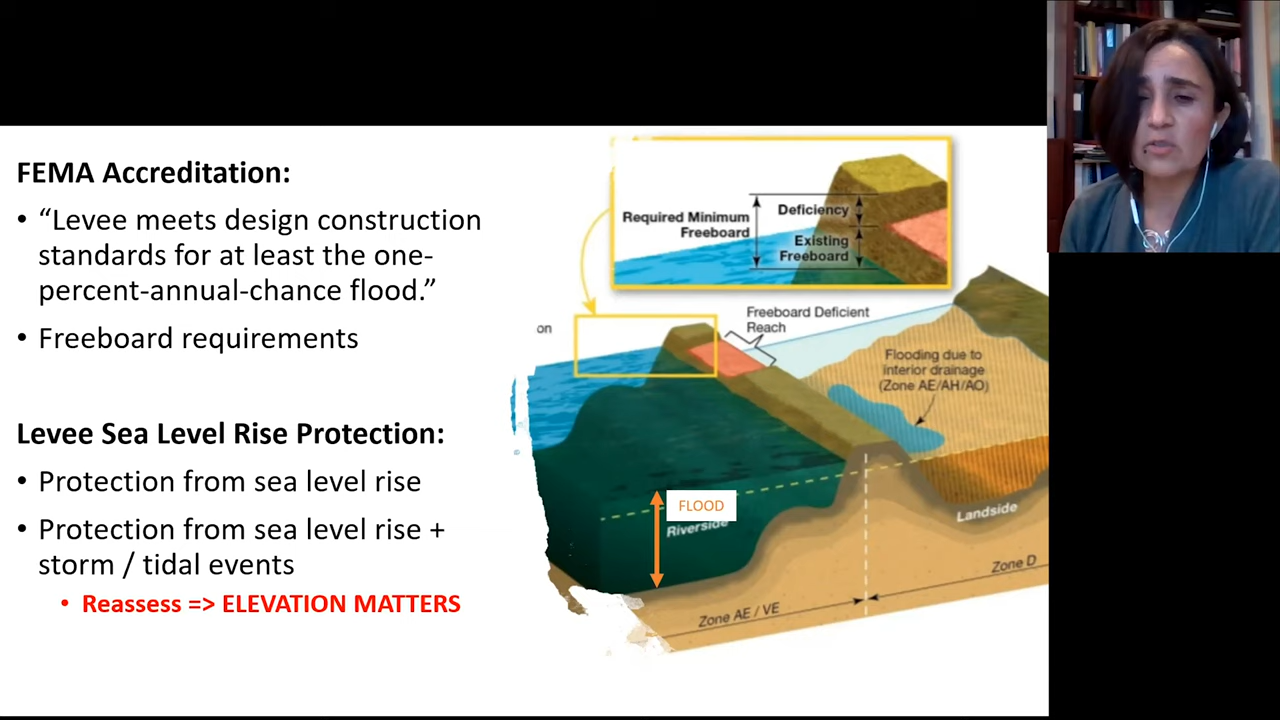 FEMA Accreditation:
• “Levee meets design construction
standards for at least the one-
percent-annual-chance flood.”
• Freeboard requirements
Levee Sea Level Rise Protection:
• Protection from sea level rise
• Protection from sea level rise +
storm / tidal events
• Reassess => ELEVATION MATTERS
Required Minimum
Freeboard
Deficiency
Existing
Freeboard
on
Freeboard Deficient
Reach
Flooding due to
interior drainage
(Zone AE/AH/AO)
FLOOD
Riverside
Landside
Zone D
Zone AE / VE